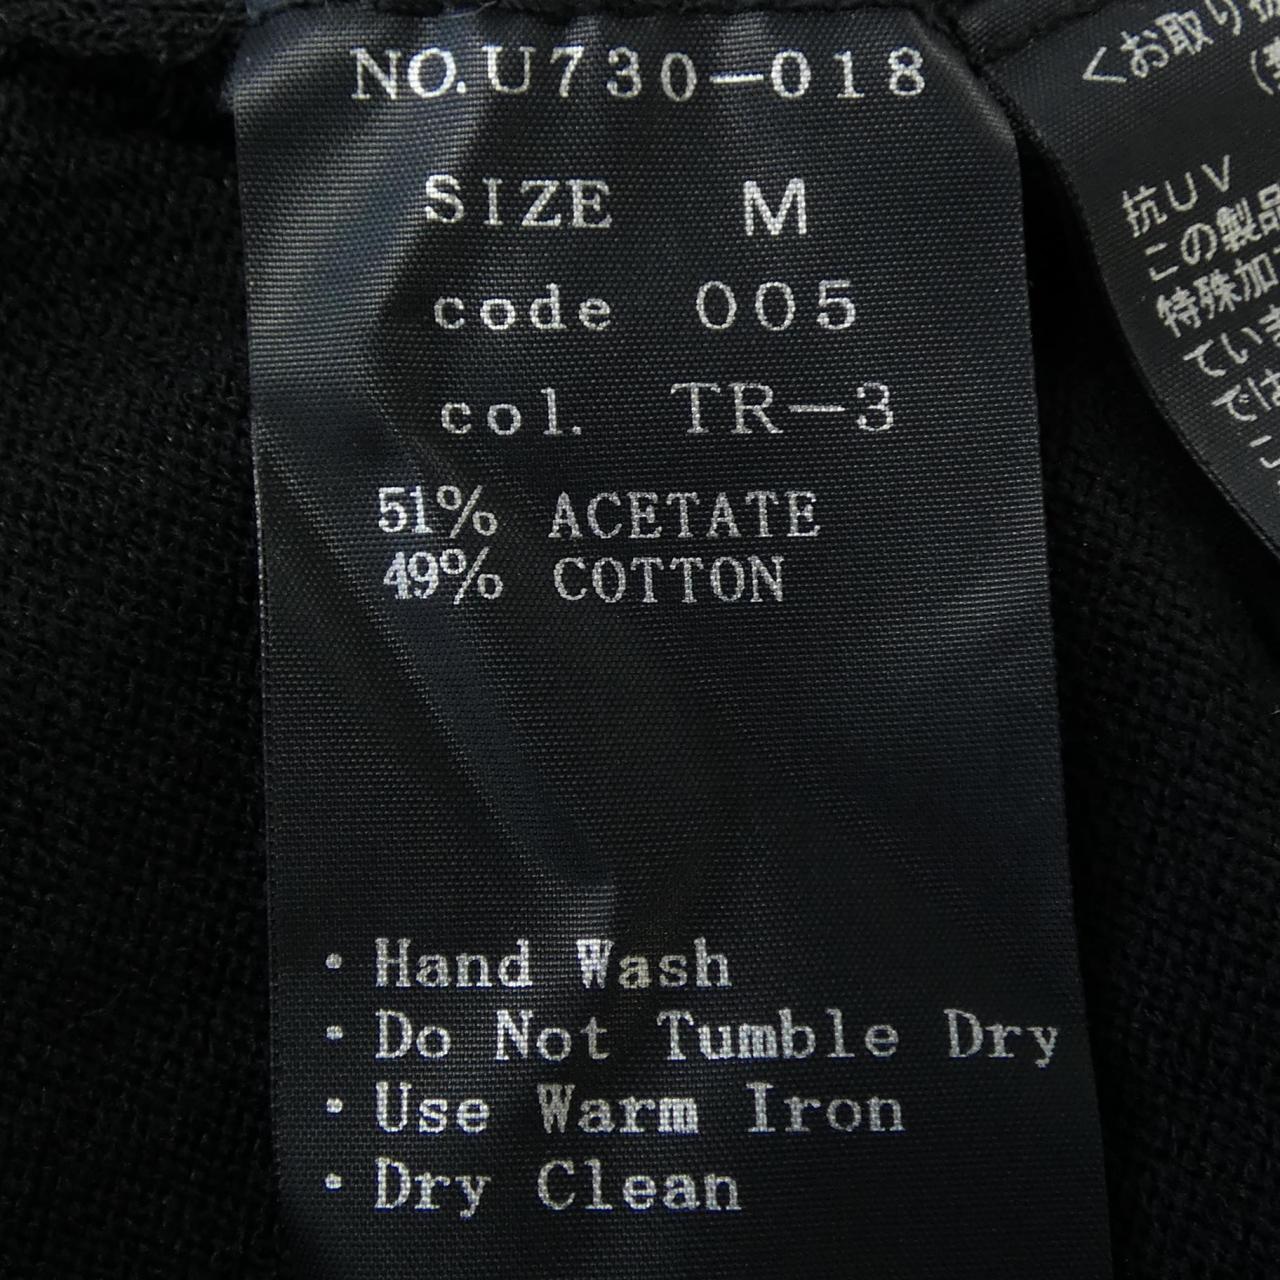 NO.U730-018
SIZE M
code 005
col. TR-3
51% ACETATE
49% COTTON
・Hand Wash
・Do Not Tumble Dry
・Use Warm Iron
・Dry Clean
<お取り扱
抗UV
この製品
特殊加工
ていま
では